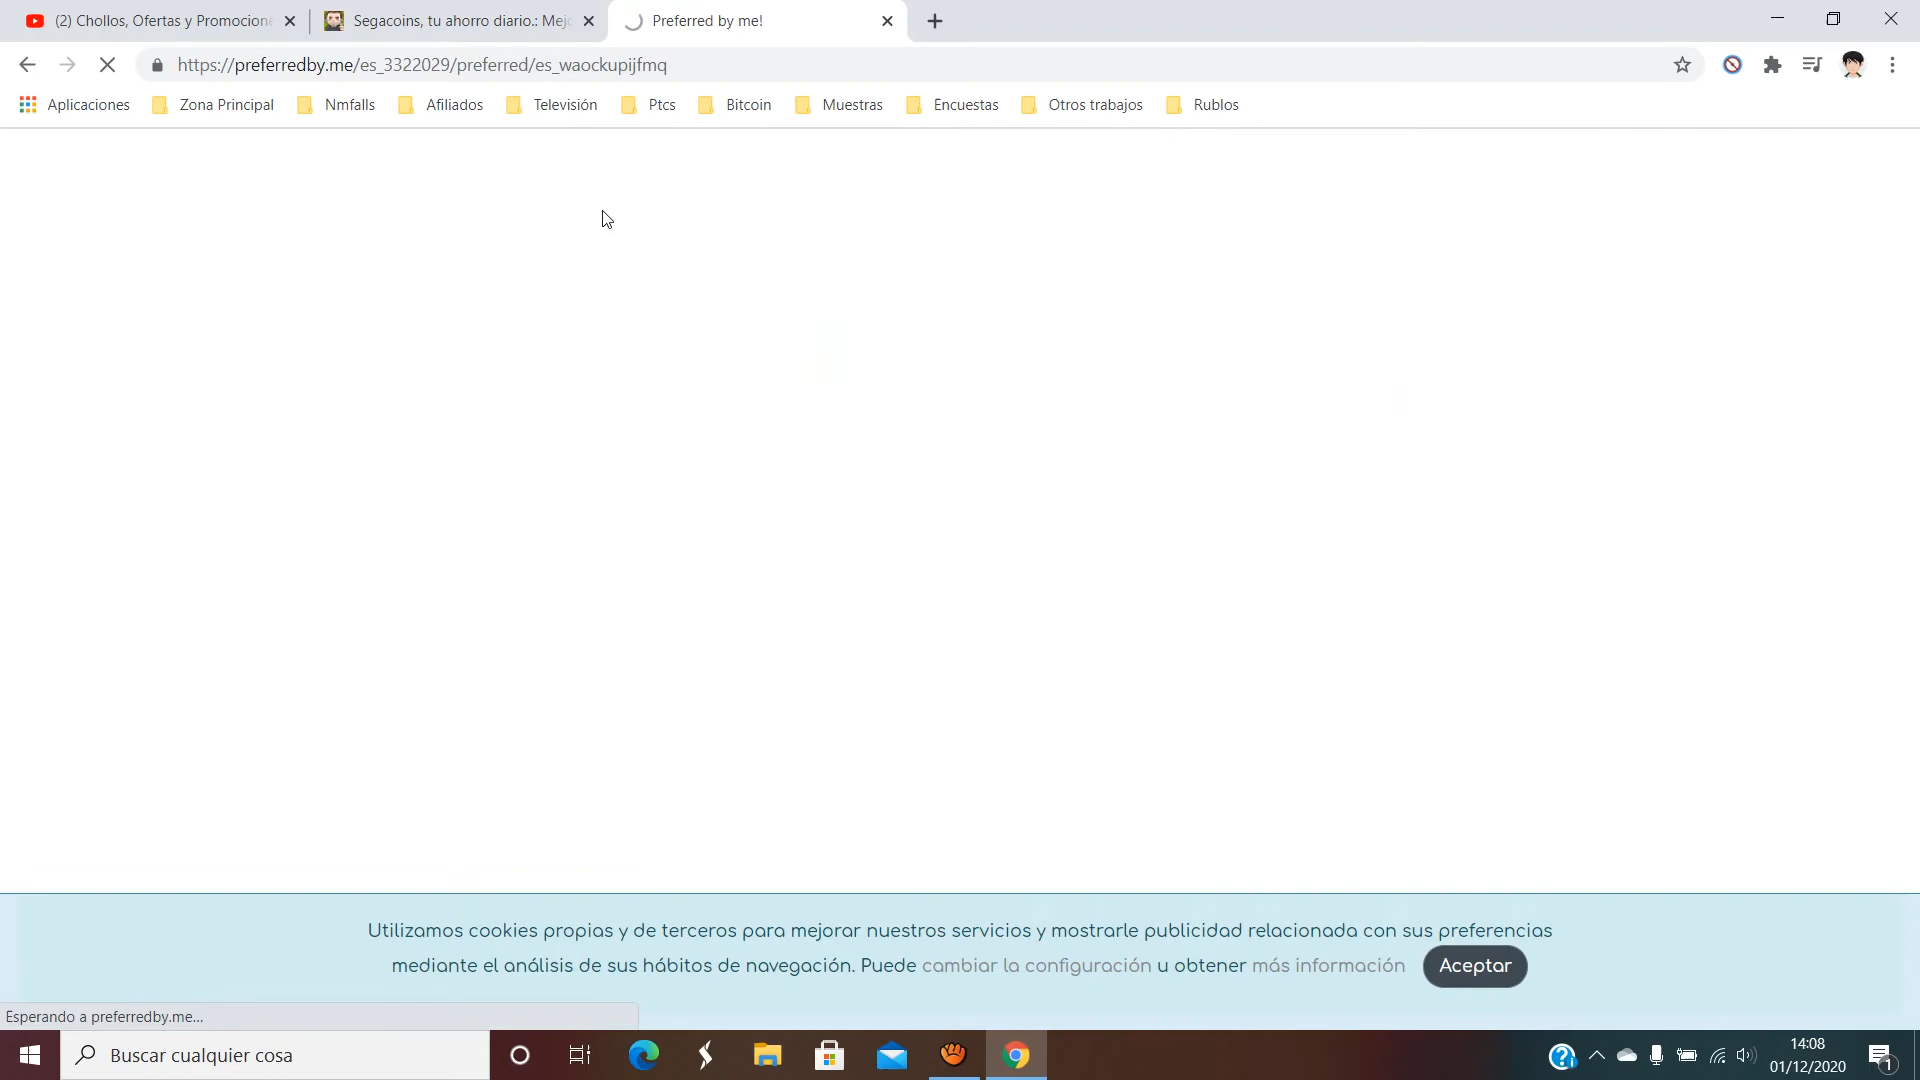 (2) Chollos, Ofertas y Promocione
Segacoins, tu ahorro diario.: Mejo
Preferred by me!
https://preferredby.me/es_3322029/preferred/es_waockupijfmq
Aplicaciones
Zona Principal
Nmfalls
Afiliados
Televisión
Ptcs
Bitcoin
Muestras
Encuestas
Otros trabajos
Rublos
Utilizamos cookies propias y de terceros para mejorar nuestros servicios y mostrarle publicidad relacionada con sus preferencias
mediante el análisis de sus hábitos de navegación. Puede cambiar la configuración u obtener más información
Aceptar
Esperando a preferredby.me...
Buscar cualquier cosa
14:08
01/12/2020
1